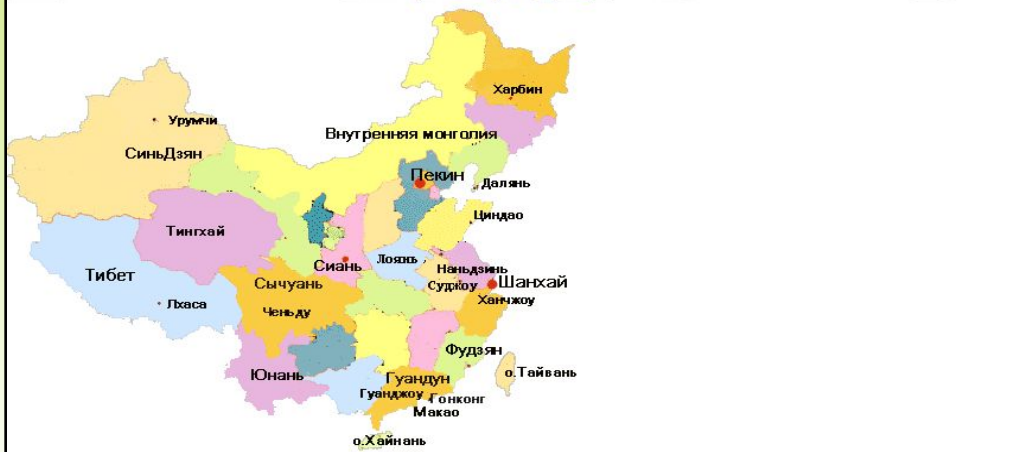 Харбин
Урумчи
Внутренняя монголия
СиньДзян
Пекин
Далянь
Циндао
Тингхай
Лоянь
Сиань
Наньдзинь
Тибет
Сычуань
Суджоу
Шанхай
Лхаса
Ханчжоу
Ченьду
Фудзян
о.Тайвань
Юнань
Гуандун
Гуанджоу
Гонконг
Макао
о.Хайнань